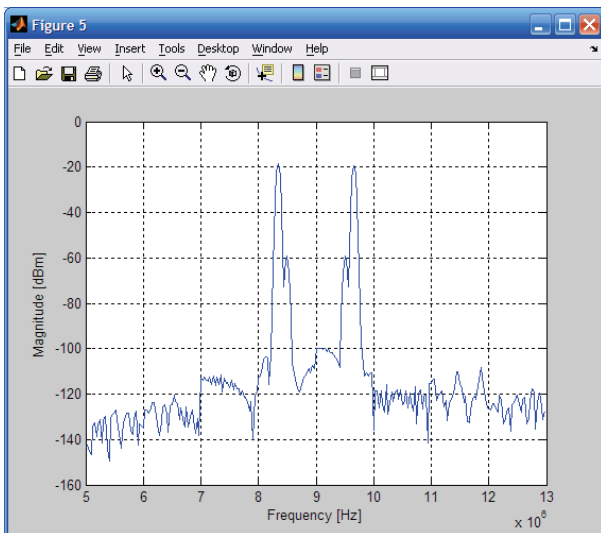 Figure 5
File Edit View Insert Tools Desktop Window Help
0
-20
-40
-60
-80
-100
-120
-140
-160
Magnitude [dBm]
5 6 7 8 9 10 11 12 13
Frequency [Hz]
x 10^6